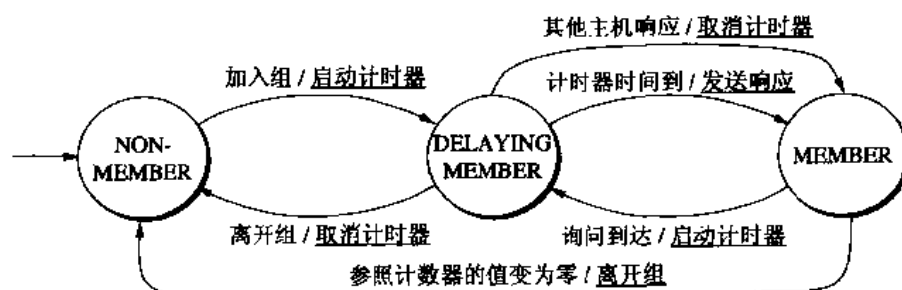 其他主机响应 / 取消计时器
加入组 / 启动计时器
计时器时间到 / 发送响应
NON-
MEMBER
DELAYING
MEMBER
MEMBER
离开组 / 取消计时器
询问到达 / 启动计时器
参照计数器的值变为零 / 离开组